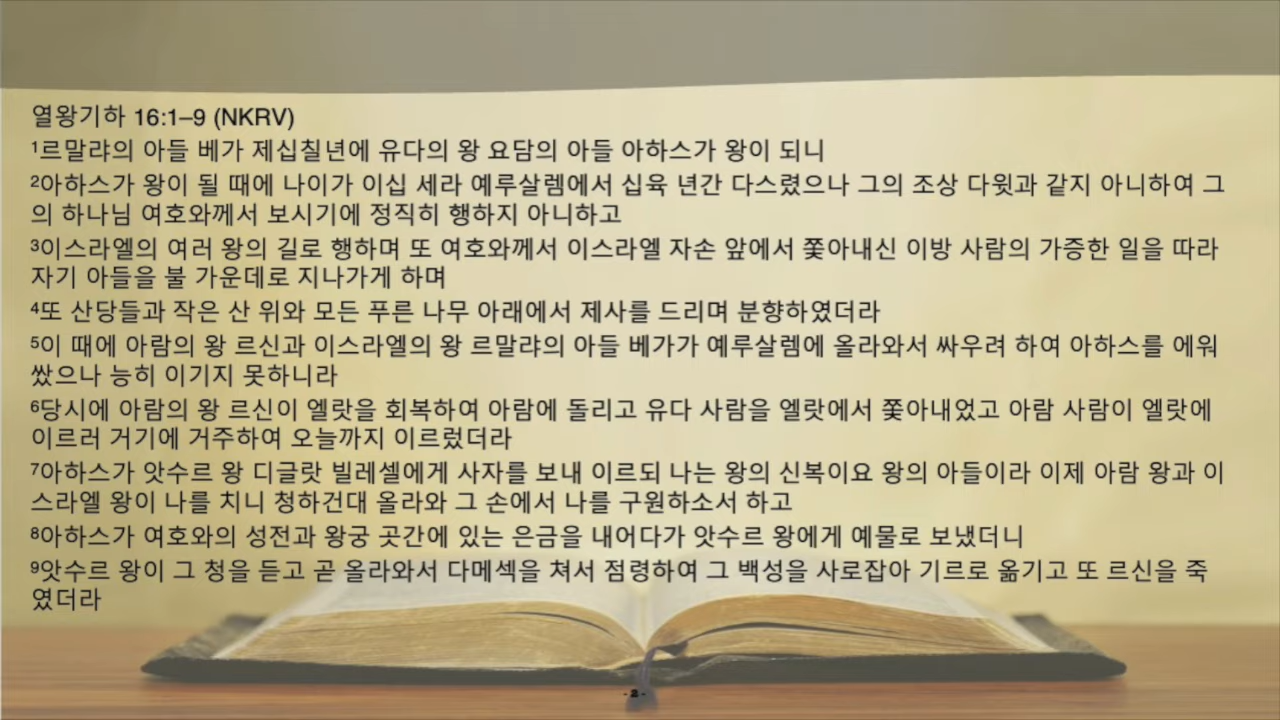 열왕기하 16:1–9 (NKRV)
¹르말랴의 아들 베가 제십칠년에 유다의 왕 요담의 아들 아하스가 왕이 되니
²아하스가 왕이 될 때에 나이가 이십 세라 예루살렘에서 십육 년간 다스렸으나 그의 조상 다윗과 같지 아니하여 그
의 하나님 여호와께서 보시기에 정직히 행하지 아니하고
³이스라엘의 여러 왕의 길로 행하며 또 여호와께서 이스라엘 자손 앞에서 쫓아내신 이방 사람의 가증한 일을 따라
자기 아들을 불 가운데로 지나가게 하며
⁴또 산당들과 작은 산 위와 모든 푸른 나무 아래에서 제사를 드리며 분향하였더라
⁵이 때에 아람의 왕 르신과 이스라엘의 왕 르말랴의 아들 베가가 예루살렘에 올라와서 싸우려 하여 아하스를 에워
쌌으나 능히 이기지 못하니라
⁶당시에 아람의 왕 르신이 엘랏을 회복하여 아람에 돌리고 유다 사람을 엘랏에서 쫓아내었고 아람 사람이 엘랏에
이르러 거기에 거주하여 오늘까지 이르렀더라
⁷아하스가 앗수르 왕 디글랏 빌레셀에게 사자를 보내 이르되 나는 왕의 신복이요 왕의 아들이라 이제 아람 왕과 이
스라엘 왕이 나를 치니 청하건대 올라와 그 손에서 나를 구원하소서 하고
⁸아하스가 여호와의 성전과 왕궁 곳간에 있는 은금을 내어다가 앗수르 왕에게 예물로 보냈더니
⁹앗수르 왕이 그 청을 듣고 곧 올라와서 다메섹을 쳐서 점령하여 그 백성을 사로잡아 기르로 옮기고 또 르신을 죽
였더라
- 2 -